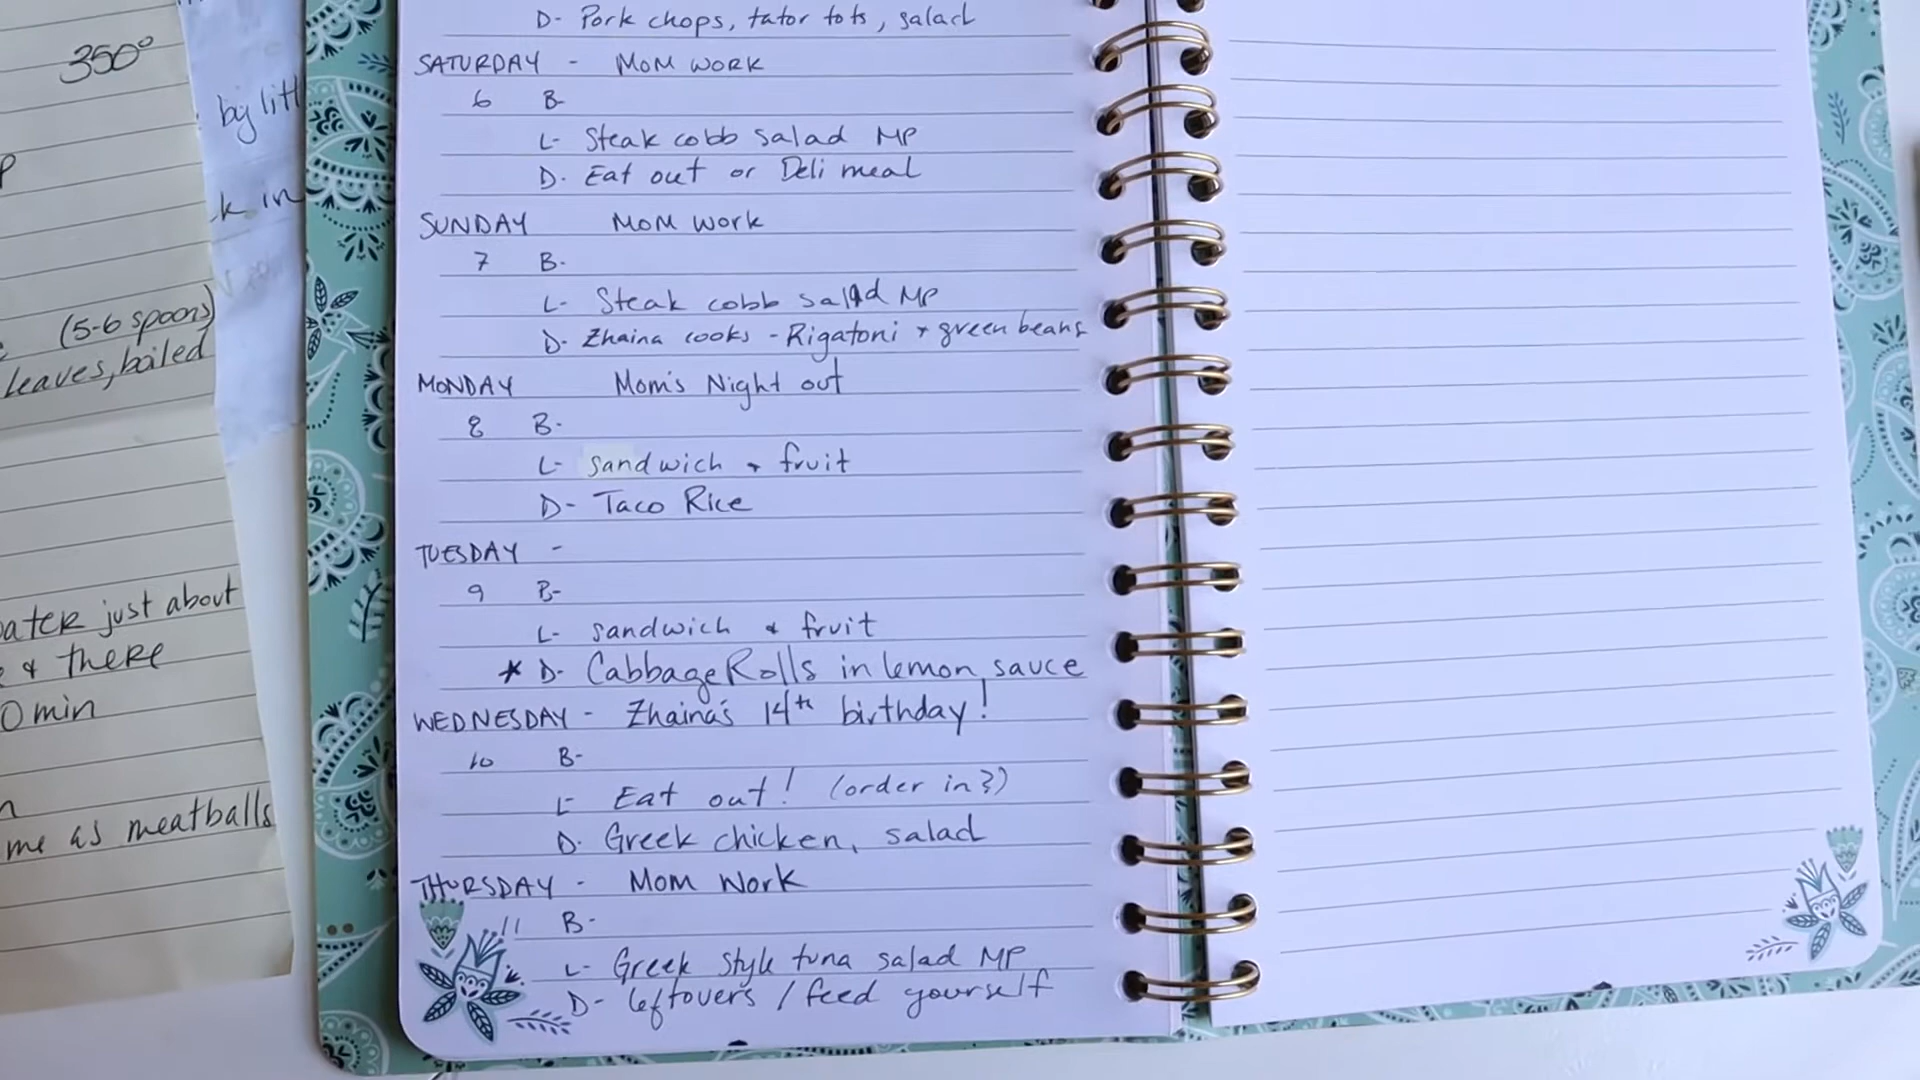 350°
by litt
k in
(5-6 spoons)
leaves, boiled
water just about
& there
0 min
me as meatballs
D- Pork chops, tator tots, salad
SATURDAY - MOM WORK
6 B-
L- Steak cobb salad MP
D. Eat out or Deli meal
SUNDAY MOM WORK
7 B.
L- Steak cobb salad MP
D- Zhaina cooks - Rigatoni + green beans
MONDAY Mom's Night out
8 B-
L- sandwich + fruit
D- Taco Rice
TUESDAY -
9 B-
L- sandwich & fruit
* D- Cabbage Rolls in lemon sauce
WEDNESDAY - Zhaina's 14th birthday!
10 B-
L- Eat out! (order in?)
D. Greek chicken, salad
THURSDAY - Mom Work
11 B-
L- Greek Style tuna salad MP
D- leftovers / feed yourself